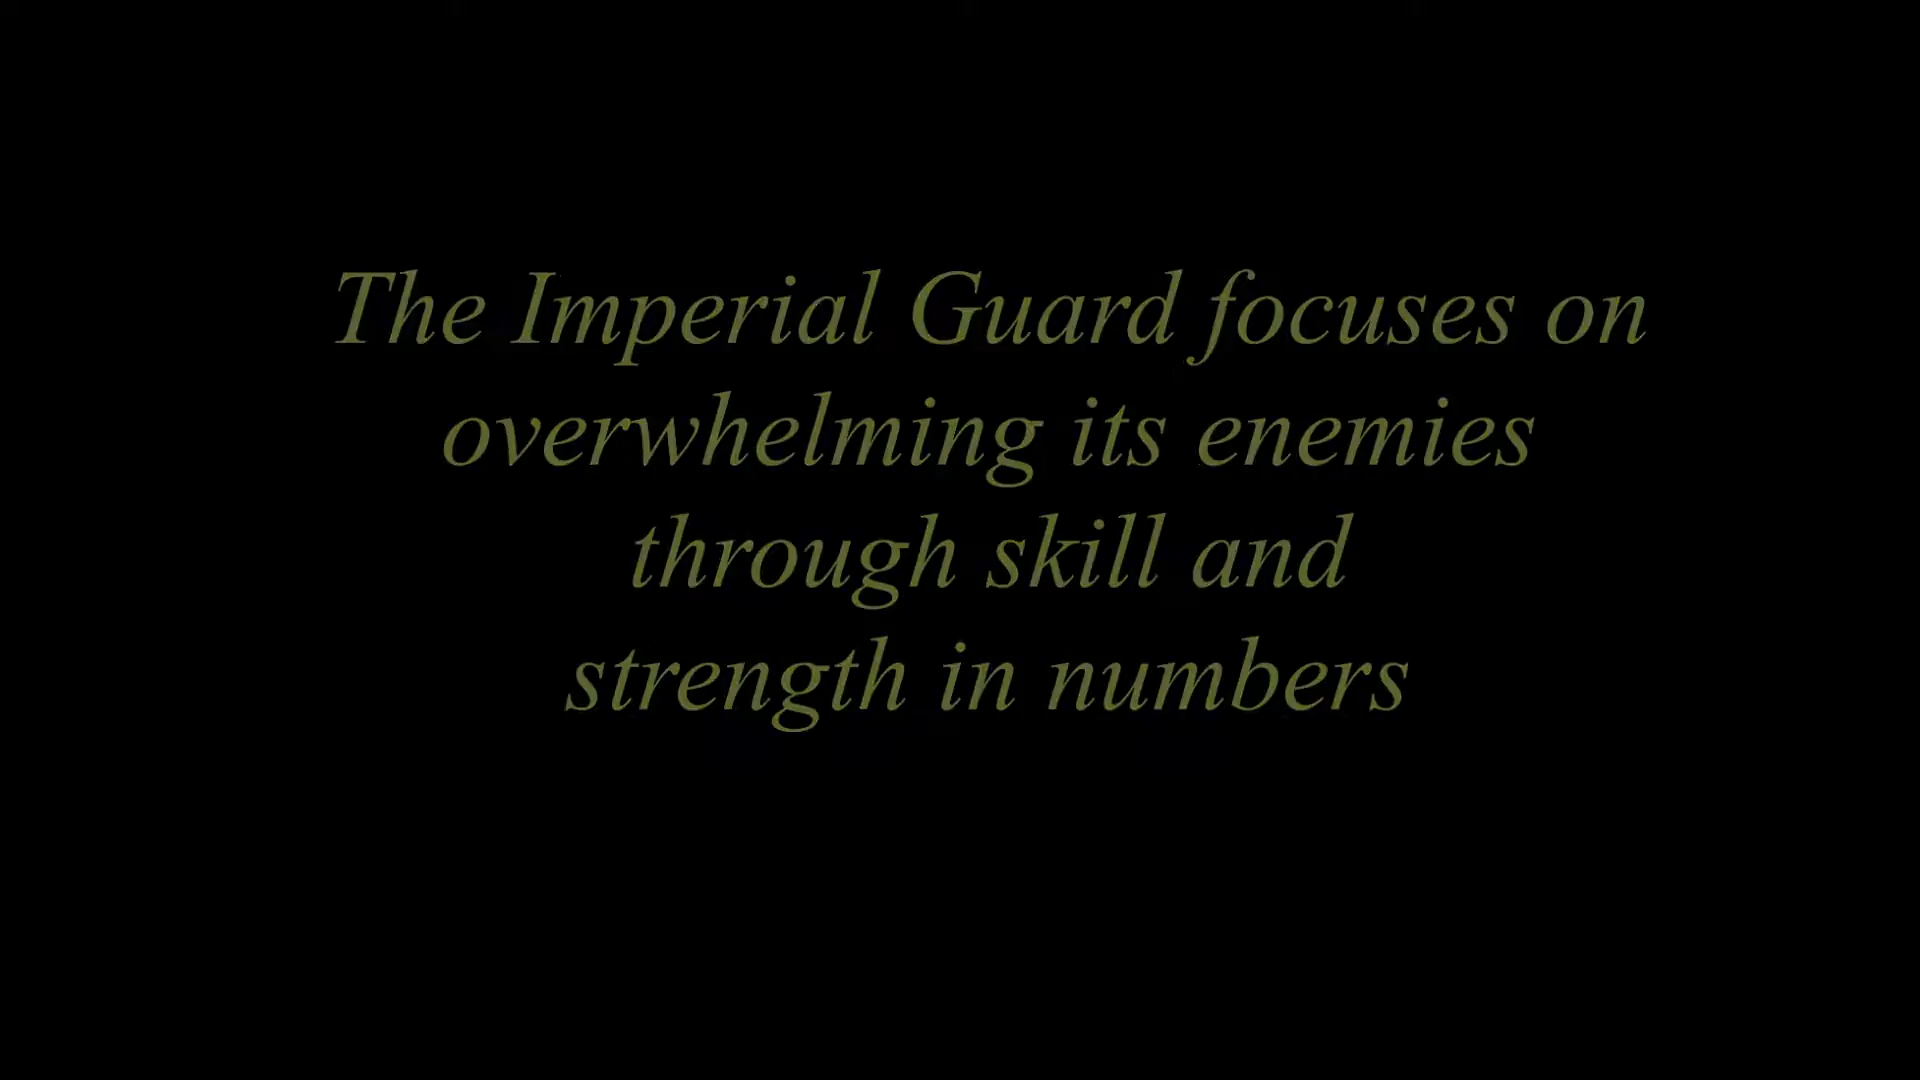 The Imperial Guard focuses on
overwhelming its enemies
through skill and
strength in numbers